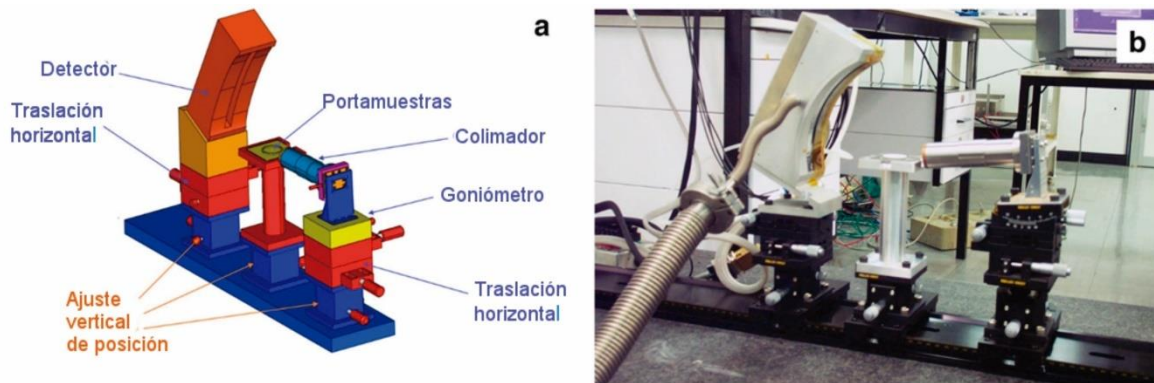 a
Detector
Traslación
horizontal
Portamuestras
Colimador
Goniómetro
Traslación
horizontal
Ajuste
vertical
de posición
b